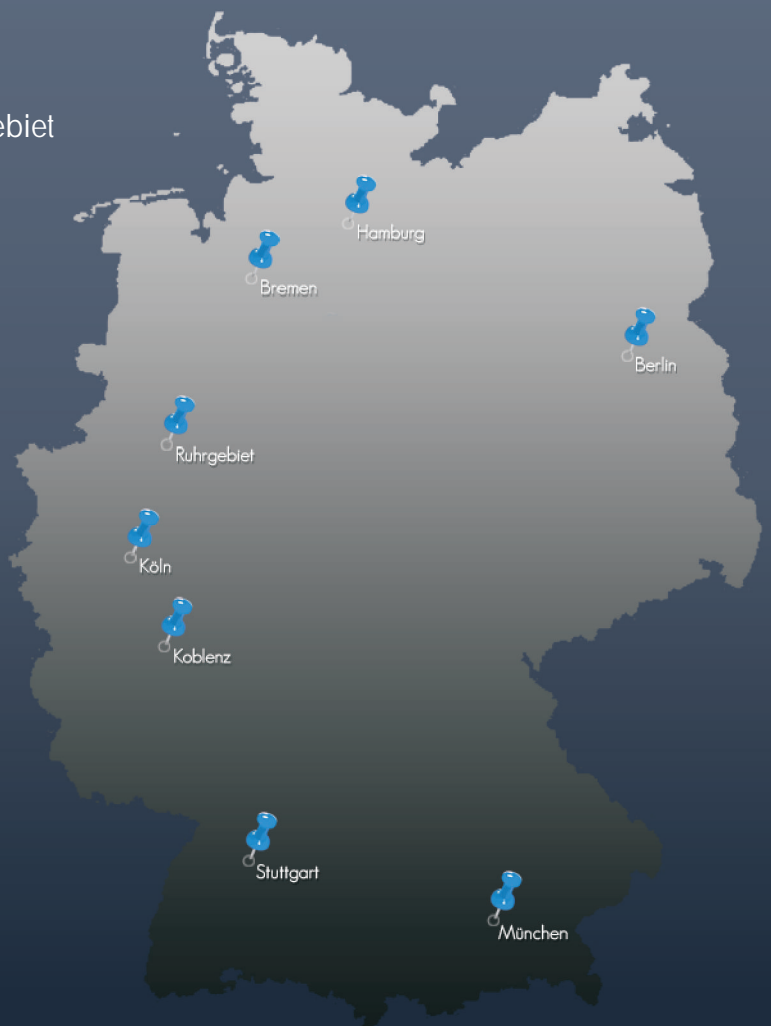 ebiet
Hamburg
Bremen
Berlin
Ruhrgebiet
Köln
Koblenz
Stuttgart
München